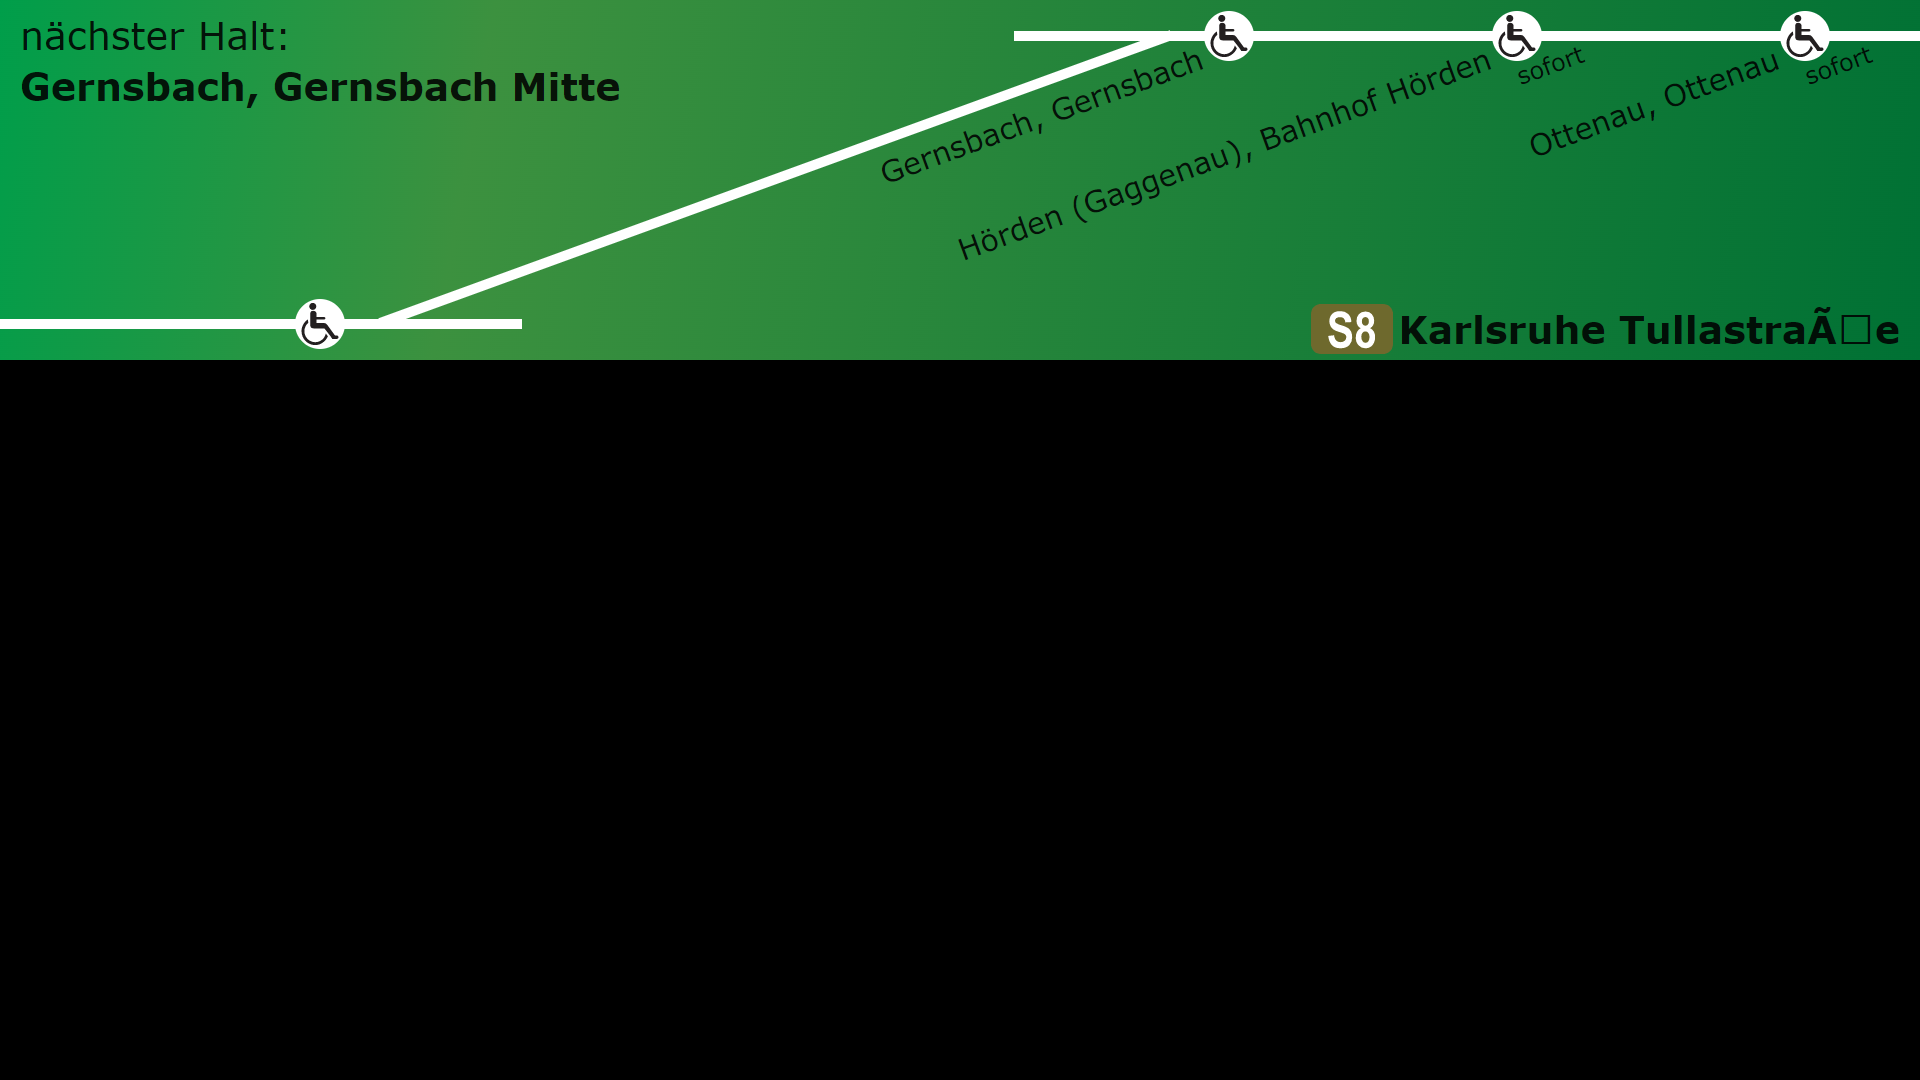 nächster Halt:
Gernsbach, Gernsbach Mitte
Gernsbach, Gernsbach
Hörden (Gaggenau), Bahnhof Hörden
sofort
Ottenau, Ottenau
sofort
S8 Karlsruhe TullastraÃ□e